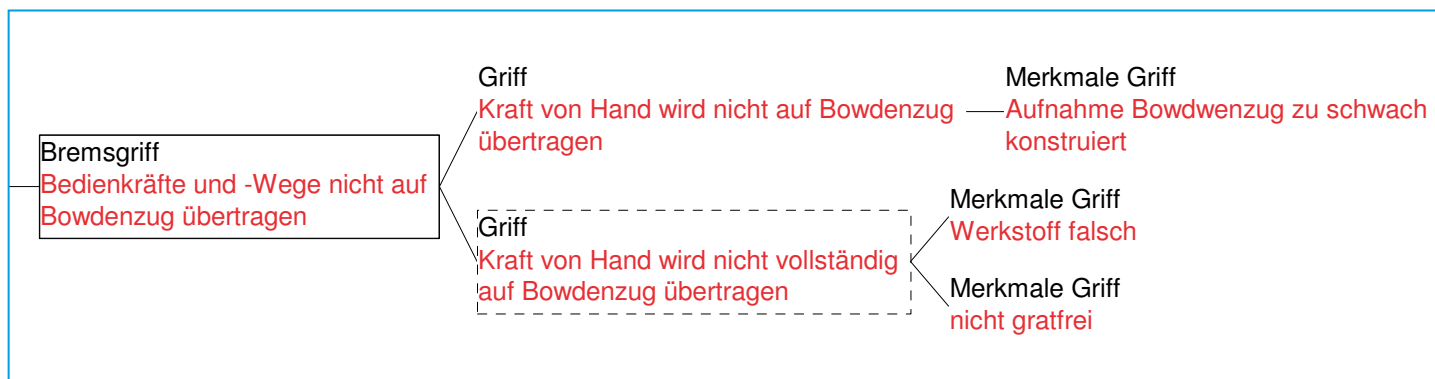 Bremsgriff
Bedienkräfte und -Wege nicht auf
Bowdenzug übertragen
Griff
Kraft von Hand wird nicht auf Bowdenzug
übertragen
Merkmale Griff
Aufnahme Bowdwenzug zu schwach
konstruiert
Griff
Kraft von Hand wird nicht vollständig
auf Bowdenzug übertragen
Merkmale Griff
Werkstoff falsch
Merkmale Griff
nicht gratfrei